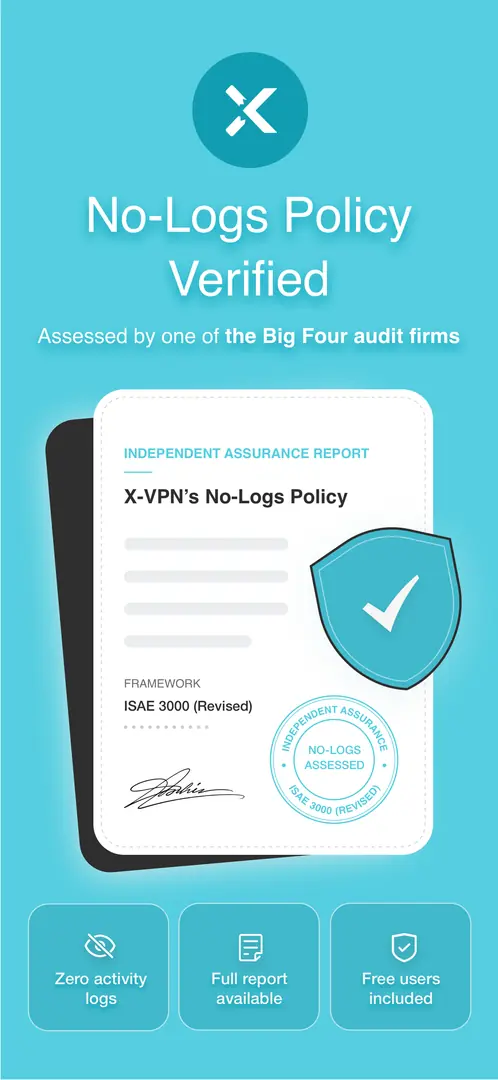 No-Logs Policy
Verified
Assessed by one of the Big Four audit firms
INDEPENDENT ASSURANCE REPORT
X-VPN’s No-Logs Policy
FRAMEWORK
ISAE 3000 (Revised)
INDEPENDENT ASSURANCE
NO-LOGS
ASSESSED
ISAE 3000 (REVISED)
Zero activity
logs
Full report
available
Free users
included